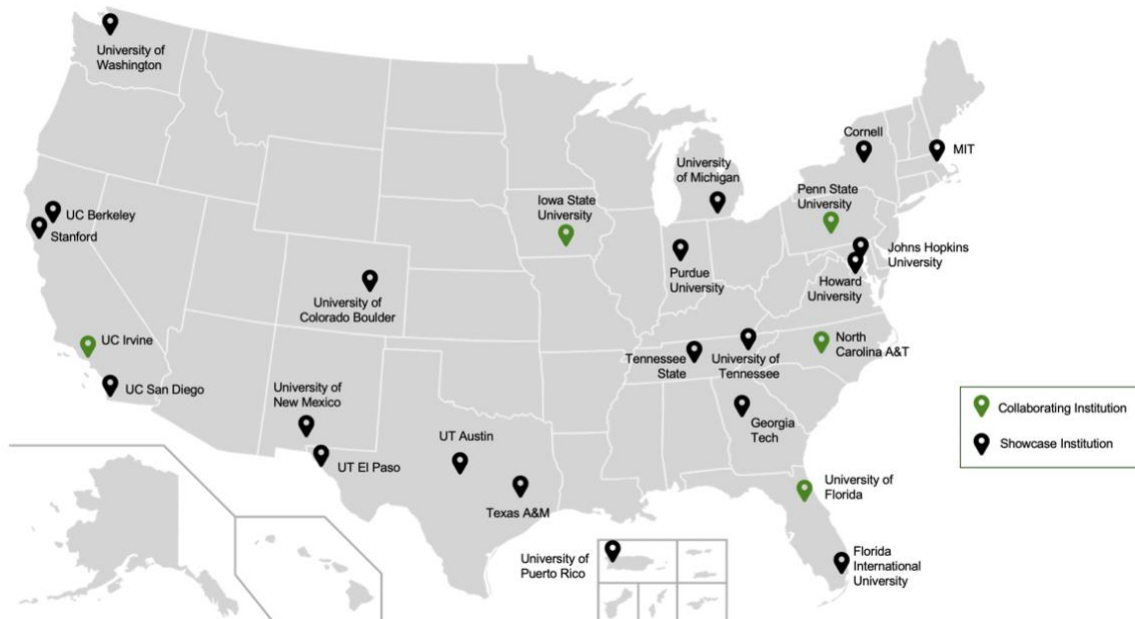 University of
Washington
Cornell
MIT
University
of Michigan
Penn State
University
Iowa State
University
UC Berkeley
Stanford
Johns Hopkins
University
Purdue
University
Howard
University
University of
Colorado Boulder
UC Irvine
North
Carolina A&T
Tennessee
State
University of
Tennessee
UC San Diego
University of
New Mexico
Georgia
Tech
Collaborating Institution
Showcase Institution
UT Austin
UT El Paso
Texas A&M
University of
Florida
University of
Puerto Rico
Florida
International
University